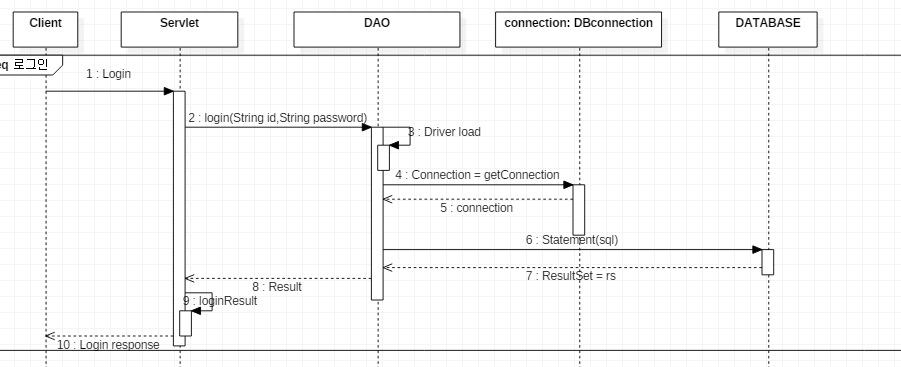 Client
Servlet
DAO
connection: DBconnection
DATABASE
eq 로그인
1 : Login
2 : login(String id,String password)
3 : Driver load
4 : Connection = getConnection
5 : connection
6 : Statement(sql)
7 : ResultSet = rs
8 : Result
9 : loginResult
10 : Login response